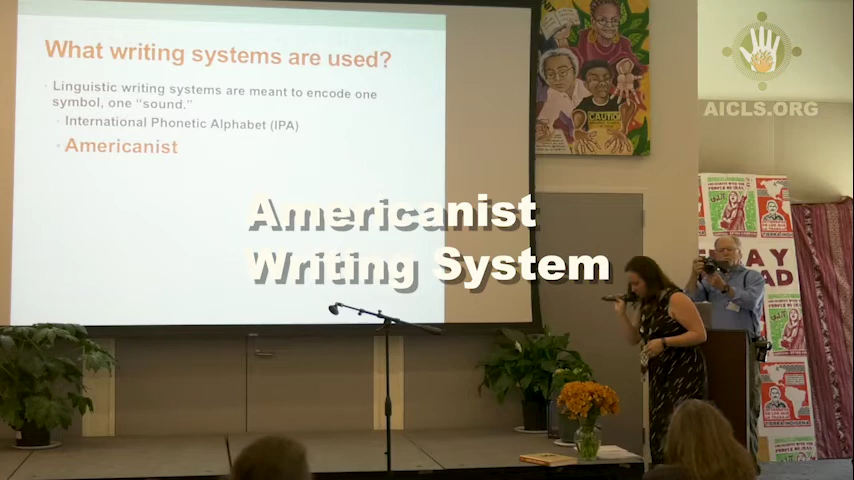 What writing systems are used?
Linguistic writing systems are meant to encode one
symbol, one “sound.”
International Phonetic Alphabet (IPA)
Americanist
Americanist
Writing System
AICLS.ORG
CAUTION